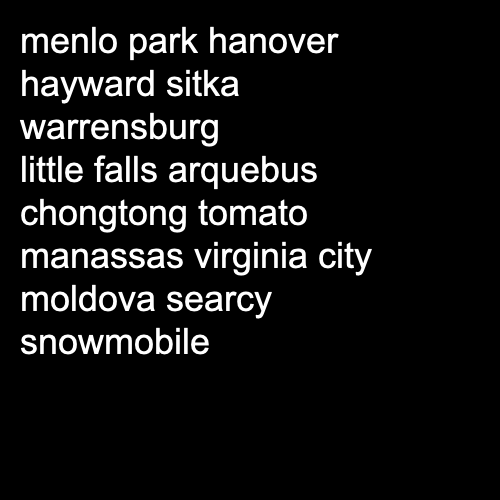 menlo park hanover
hayward sitka
warrensburg
little falls arquebus
chongtong tomato
manassas virginia city
moldova searcy
snowmobile